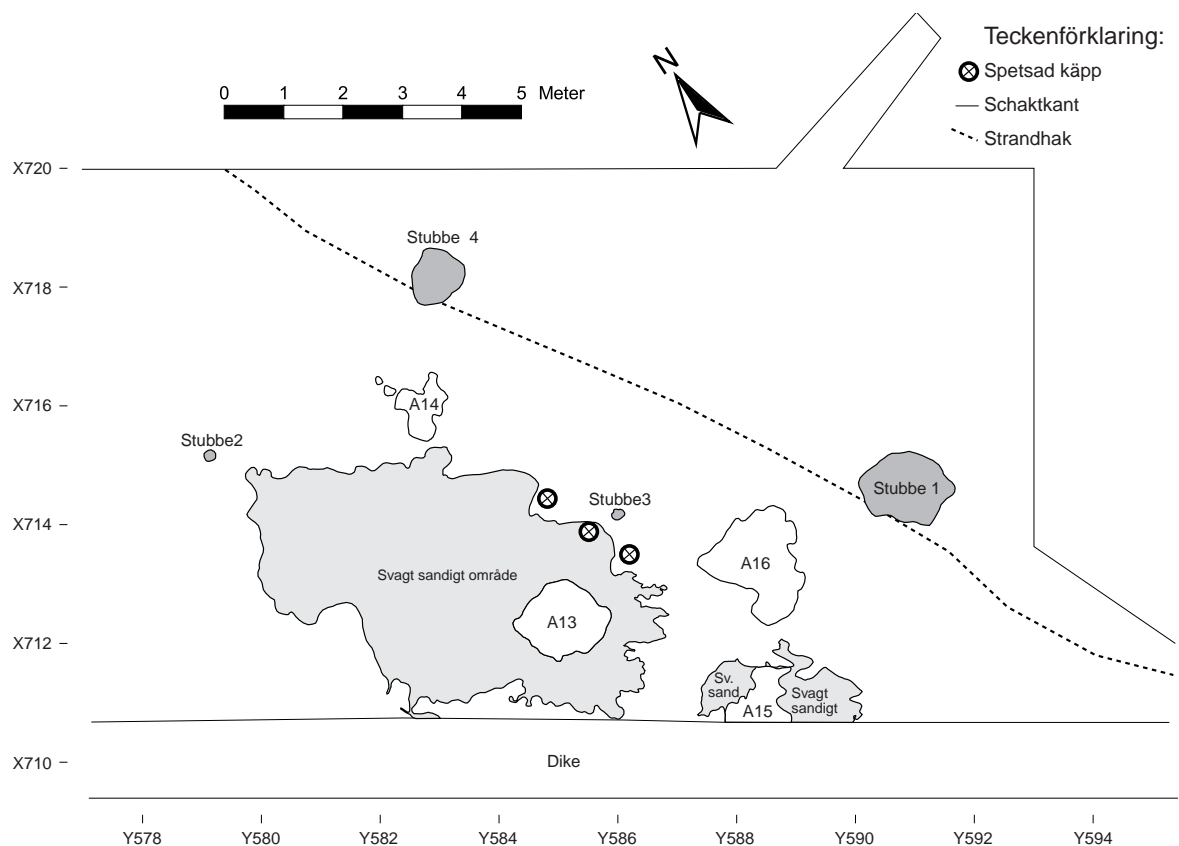 Teckenförklaring:
Spetsad käpp
Schaktkant
Strandhak
N
0 1 2 3 4 5 Meter
X720
Stubbe 4
X718
X716
A14
Stubbe2
Stubbe 1
Stubbe3
X714
A16
Svagt sandigt område
A13
X712
Sv.
sand
Svagt
sandigt
A15
X710
Dike
Y578 Y580 Y582 Y584 Y586 Y588 Y590 Y592 Y594